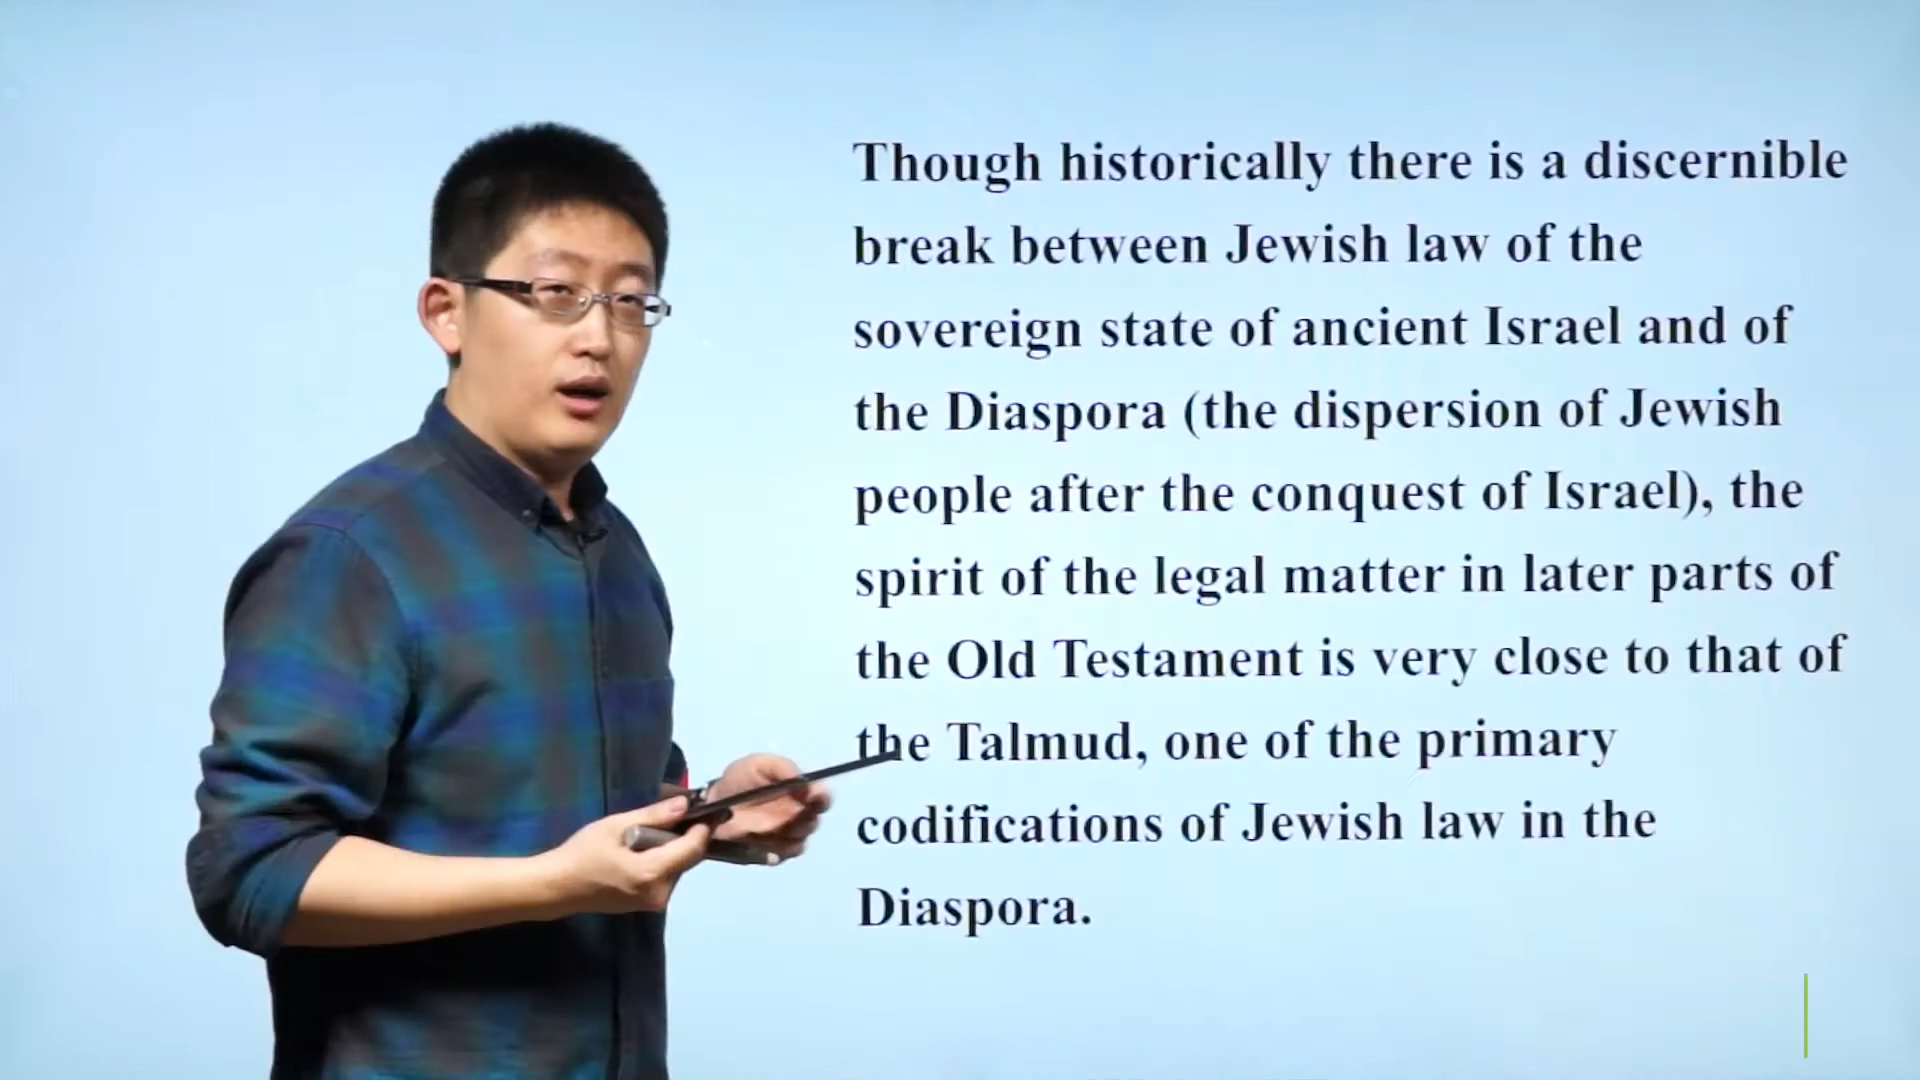 Though historically there is a discernible
break between Jewish law of the
sovereign state of ancient Israel and of
the Diaspora (the dispersion of Jewish
people after the conquest of Israel), the
spirit of the legal matter in later parts of
the Old Testament is very close to that of
the Talmud, one of the primary
codifications of Jewish law in the
Diaspora.